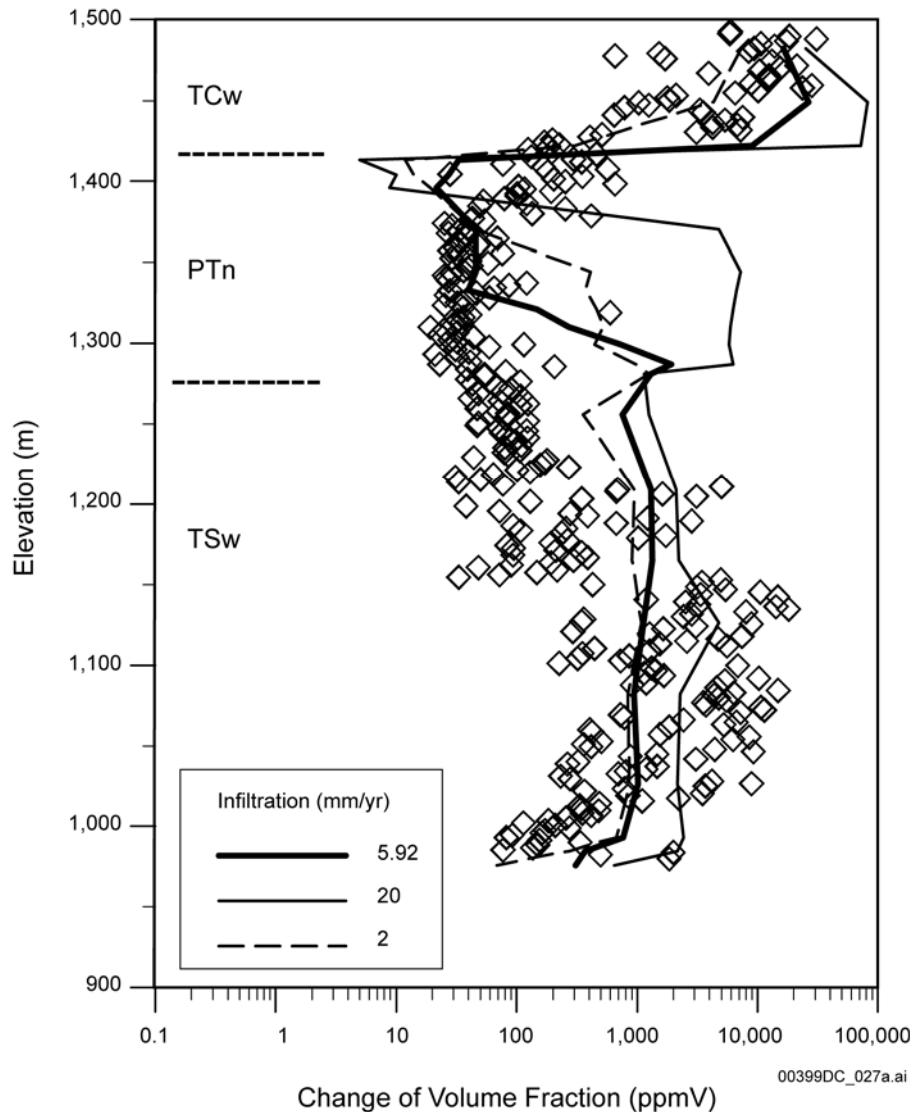 1,500
TCw
1,400
PTn
1,300
1,200
TSw
1,100
1,000
900
Elevation (m)
Infiltration (mm/yr)
5.92
20
2
0.1 1 10 100 1,000 10,000 100,000
00399DC_027a.ai
Change of Volume Fraction (ppmV)